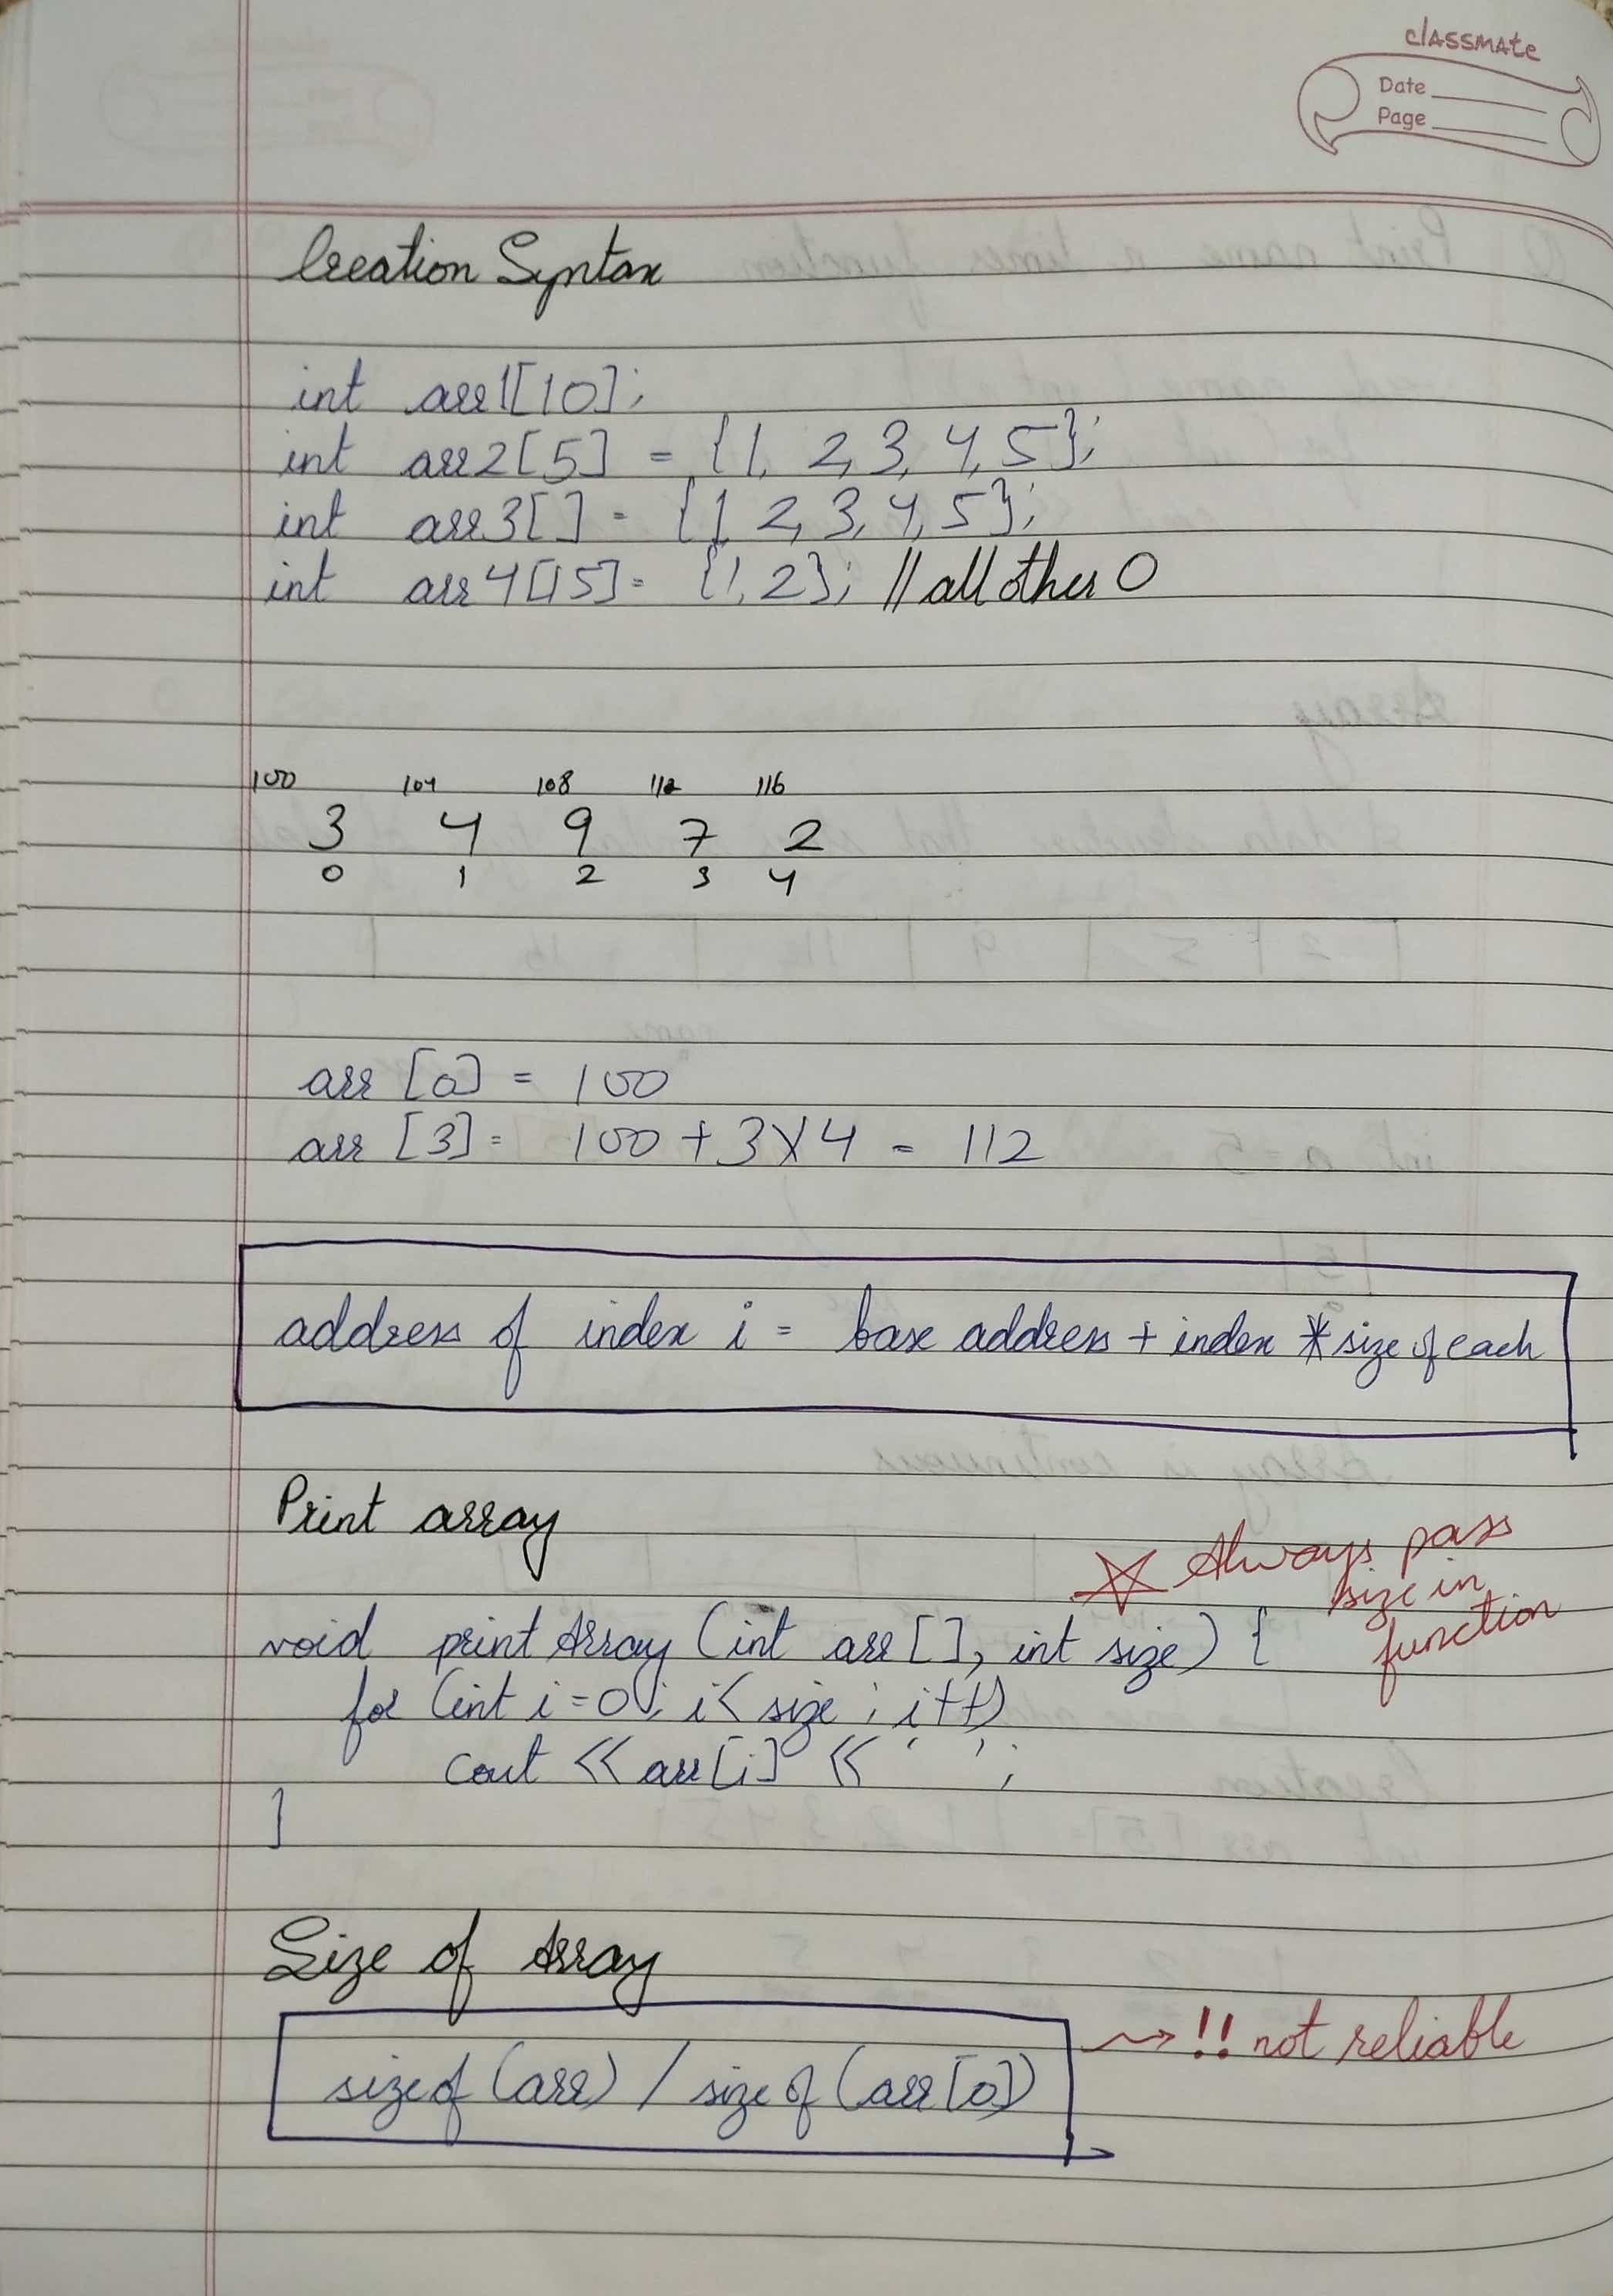 classmate
Date
Page
Creation Syntax
int arr1[10];
int arr2[5] = {1, 2, 3, 4, 5};
int arr3[] = {1, 2, 3, 4, 5};
int arr4[15] = {1, 2}; // all other 0
100 104 108 112 116
3 4 9 7 2
0 1 2 3 4
arr [0] = 100
arr [3] = 100 + 3 X 4 = 112
address of index i = base address + index * size of each
Print array
☆ Always pass
size in
function
void printArray (int arr[], int size) {
for (int i=0; i< size ; i++)
cout << arr[i] << ' ' ;
}
Size of Array
sizeof (arr) / sizeof (arr[0]) → !! not reliable